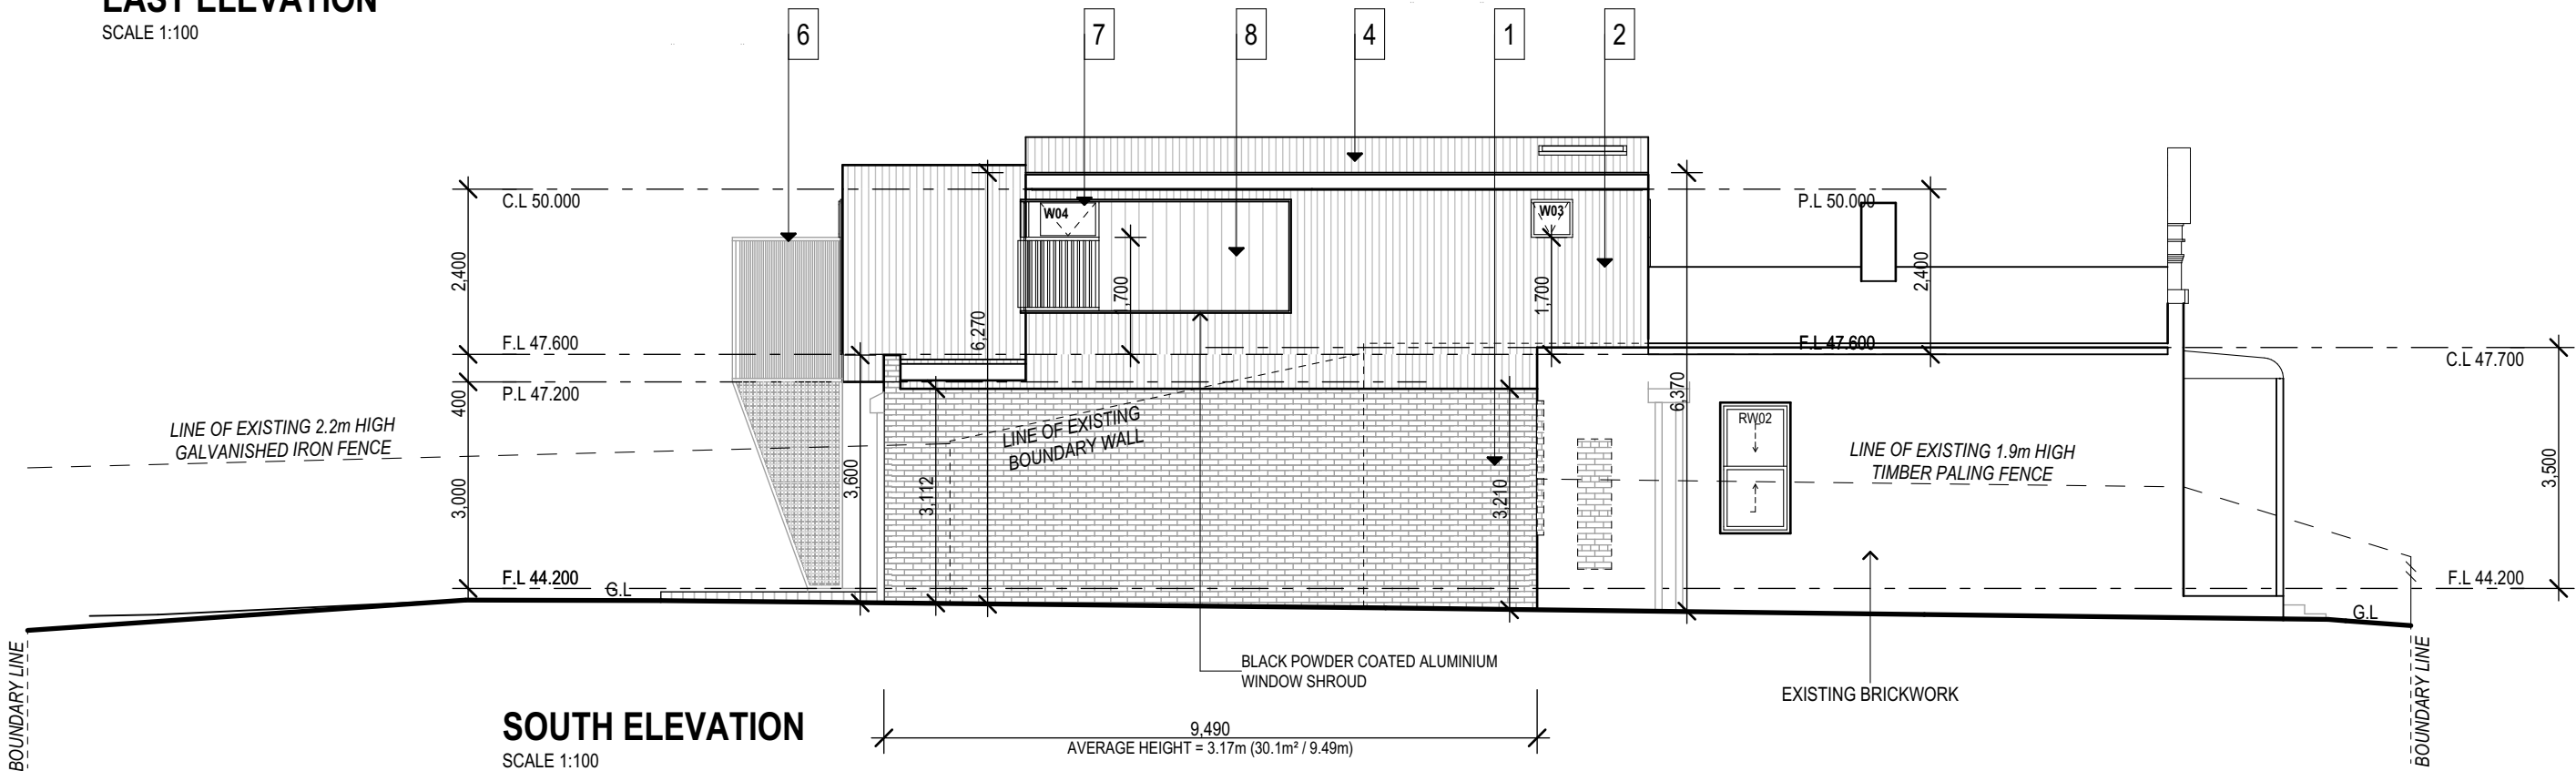 EAST ELEVATION
SCALE 1:100
6
7
8
4
1
2
C.L 50.000
P.L 50.000
W04
W03
2,400
1,700
1,700
2,400
6,270
F.L 47.600
F.L 47.600
C.L 47.700
P.L 47.200
400
6,370
LINE OF EXISTING 2.2m HIGH
GALVANISHED IRON FENCE
LINE OF EXISTING
BOUNDARY WALL
RW02
LINE OF EXISTING 1.9m HIGH
TIMBER PALING FENCE
3,000
3,600
3,112
3,210
3,500
F.L 44.200
G.L
F.L 44.200
G.L
BOUNDARY LINE
BLACK POWDER COATED ALUMINIUM
WINDOW SHROUD
EXISTING BRICKWORK
BOUNDARY LINE
SOUTH ELEVATION
SCALE 1:100
9,490
AVERAGE HEIGHT = 3.17m (30.1m² / 9.49m)